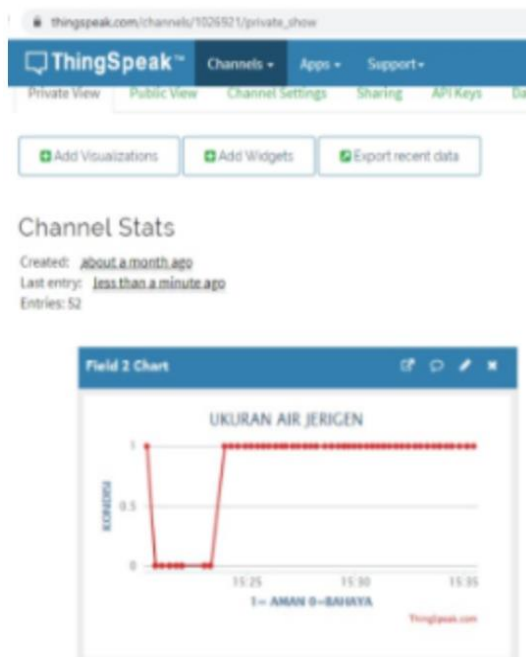 thingspeak.com/channels/1026921/private_show
ThingSpeak™ Channels Apps Support
Private View Public View Channel Settings Sharing API Keys
Add Visualizations Add Widgets Export recent data
Channel Stats
Created: about a month ago
Last entry: less than a minute ago
Entries: 52
Field 2 Chart
UKURAN AIR JERIGEN
1
0.5
0
KONDISI
15:25 15:30 15:35
1= AMAN 0=BAHAYA
ThingSpeak.com